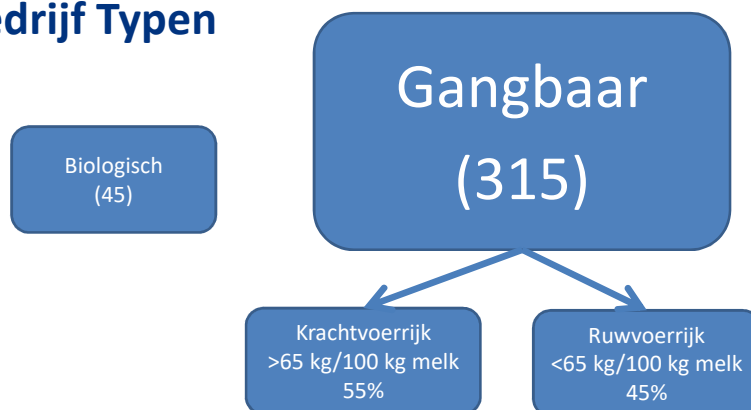 edrijf Typen
Gangbaar
(315)
Biologisch
(45)
Krachtvoerrijk
>65 kg/100 kg melk
55%
Ruwvoerrijk
<65 kg/100 kg melk
45%